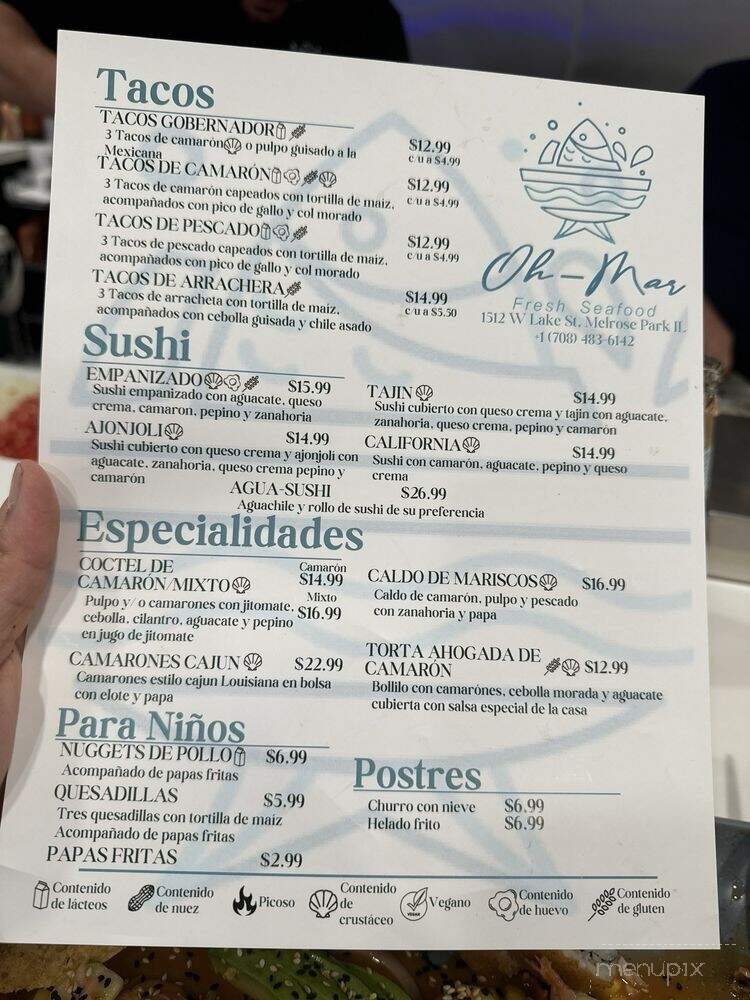 Tacos
TACOS GOBERNADOR
3 Tacos de camarón o pulpo guisado a la
Mexicana
$12.99
c/u a $4.99
TACOS DE CAMARÓN
3 Tacos de camarón capeados con tortilla de maíz,
acompañados con pico de gallo y col morado
$12.99
c/u a $4.99
TACOS DE PESCADO
3 Tacos de pescado capeados con tortilla de maíz,
acompañados con pico de gallo y col morado
$12.99
c/u a $4.99
TACOS DE ARRACHERA
3 Tacos de arracheta con tortilla de maíz,
acompañados con cebolla guisada y chile asado
$14.99
c/u a $5.50
Oh-Mar
Fresh Seafood
1512 W Lake St. Melrose Park IL
+1 (708) 483-6142
Sushi
EMPANIZADO $15.99
Sushi empanizado con aguacate, queso
crema, camaron, pepino y zanahoria
TAJIN $14.99
Sushi cubierto con queso crema y tajin con aguacate,
zanahoria, queso crema, pepino y camarón
AJONJOLI $14.99
Sushi cubierto con queso crema y ajonjoli con
aguacate, zanahoria, queso crema pepino y
camarón
CALIFORNIA $14.99
Sushi con camarón, aguacate, pepino y queso
crema
AGUA-SUSHI $26.99
Aguachile y rollo de sushi de su preferencia
Especialidades
COCTEL DE
CAMARÓN/MIXTO
Camarón
$14.99
Mixto
$16.99
Pulpo y/o camarones con jitomate,
cebolla, cilantro, aguacate y pepino
en jugo de jitomate
CALDO DE MARISCOS $16.99
Caldo de camarón, pulpo y pescado
con zanahoria y papa
CAMARONES CAJUN $22.99
Camarones estilo cajun Louisiana en bolsa
con elote y papa
TORTA AHOGADA DE
CAMARÓN $12.99
Bollilo con camarónes, cebolla morada y aguacate
cubierta con salsa especial de la casa
Para Niños
NUGGETS DE POLLO $6.99
Acompañado de papas fritas
QUESADILLAS $5.99
Tres quesadillas con tortilla de maíz
Acompañado de papas fritas
PAPAS FRITAS $2.99
Postres
Churro con nieve $6.99
Helado frito $6.99
Contenido
de lácteos
Contenido
de nuez
Picoso
Contenido
de
crustáceo
VEGAN
Vegano
Contenido
de huevo
Contenido
de gluten
menupix